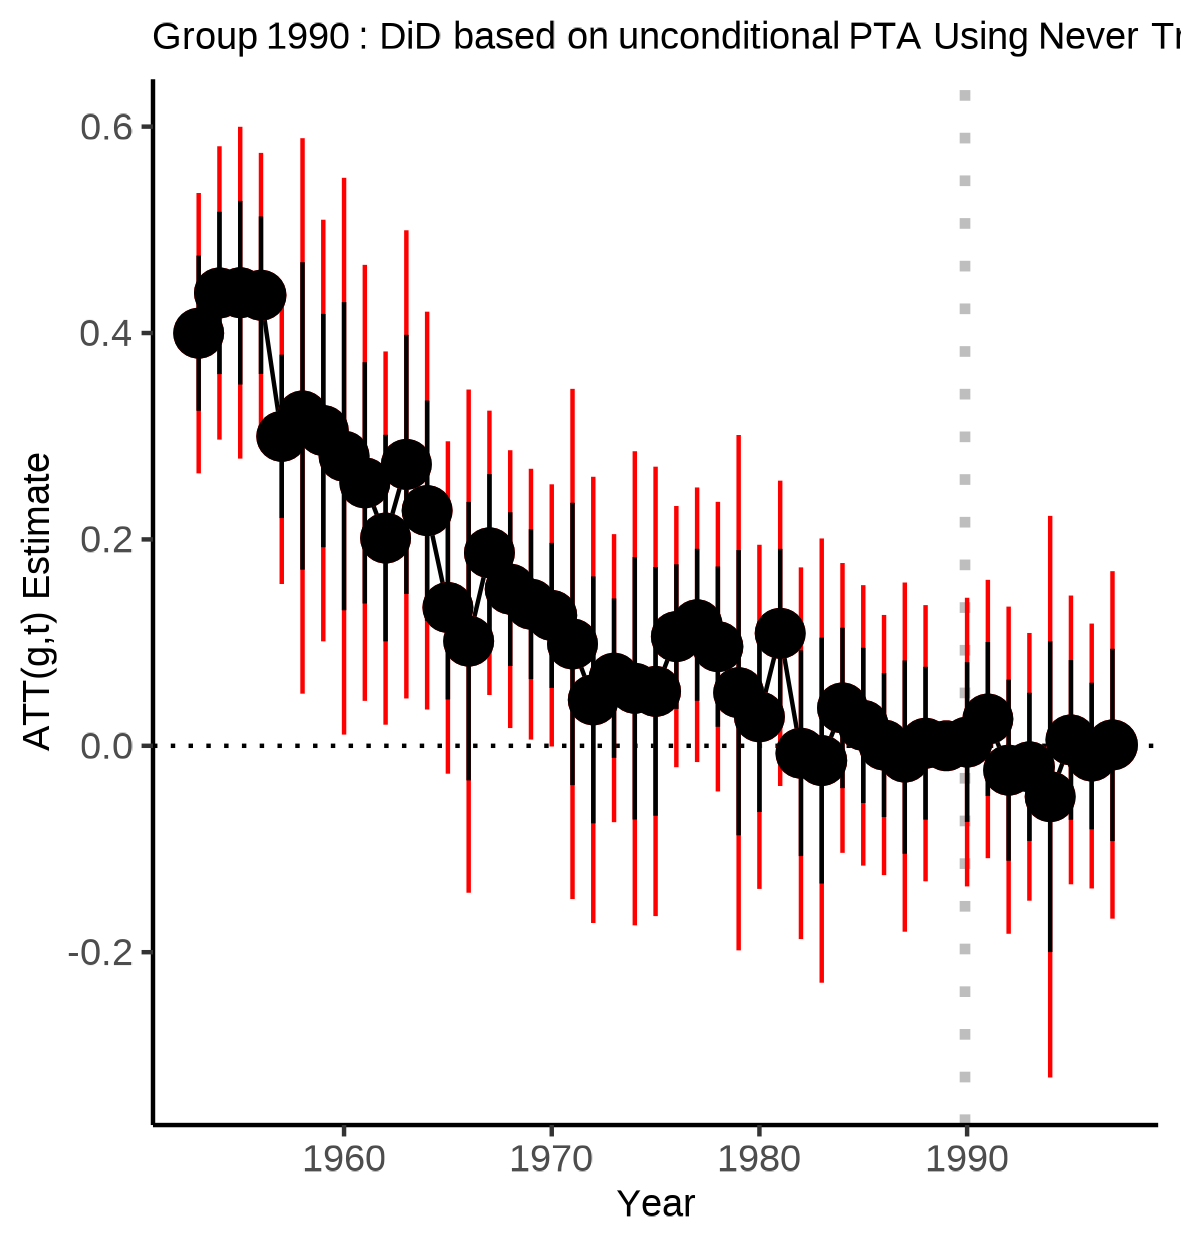 Group 1990 : DiD based on unconditional PTA Using Never
0.6
0.4
0.2
0.0
-0.2
ATT(g,t) Estimate
1960 1970 1980 1990
Year